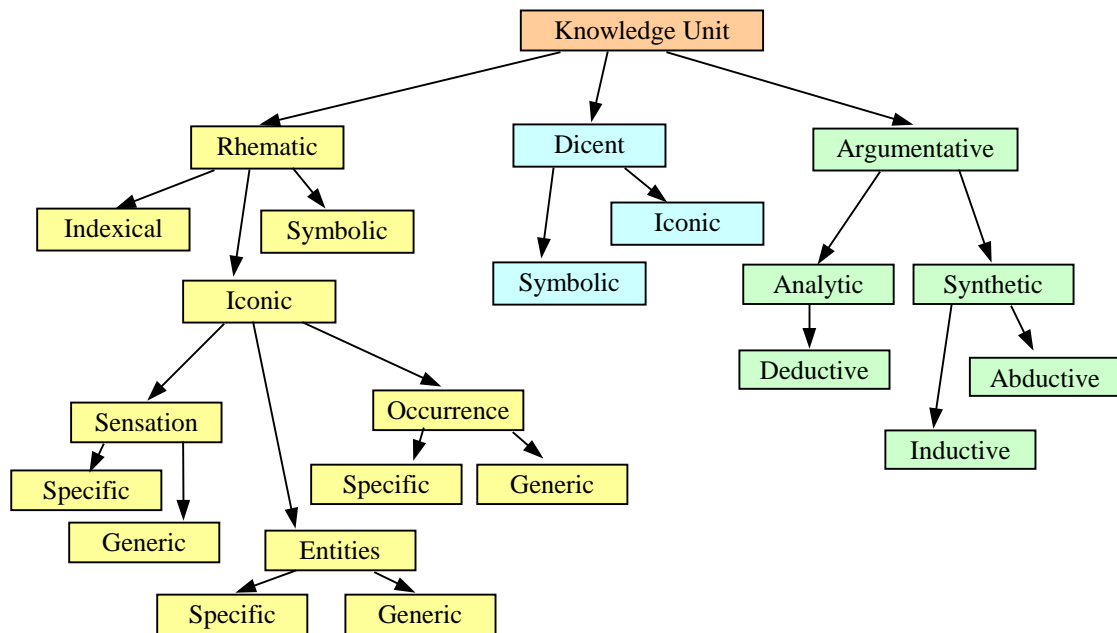 Knowledge Unit
Rhematic
Dicent
Argumentative
Indexical
Symbolic
Iconic
Symbolic
Analytic
Synthetic
Iconic
Deductive
Abductive
Sensation
Occurrence
Inductive
Specific
Specific
Generic
Generic
Entities
Specific
Generic